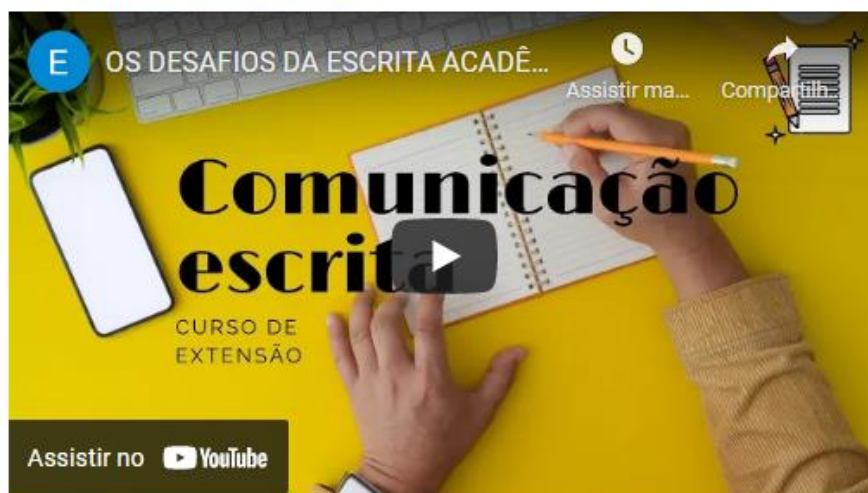 E
OS DESAFIOS DA ESCRITA ACADÊ...
Assistir ma...
Compartilh...
Comunicação
escrita
CURSO DE
EXTENSÃO
Assistir no YouTube